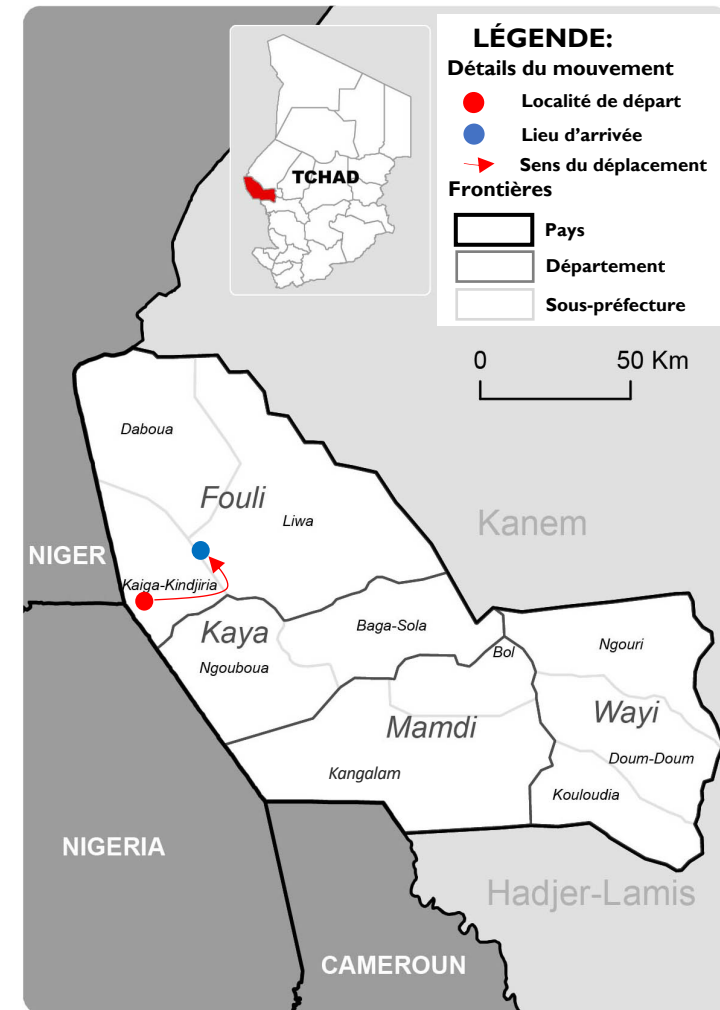 LÉGENDE:
Détails du mouvement
Localité de départ
Lieu d'arrivée
Sens du déplacement
Frontières
Pays
Département
Sous-préfecture
TCHAD
0 50 Km
Daboua
Fouli
Liwa
Kanem
NIGER
Kaiga-Kindjiria
Kaya
Baga-Sola
Ngouboua
Bol
Ngouri
Mamdi
Wayi
Kangalam
Doum-Doum
Kouloudia
NIGERIA
Hadjer-Lamis
CAMEROUN